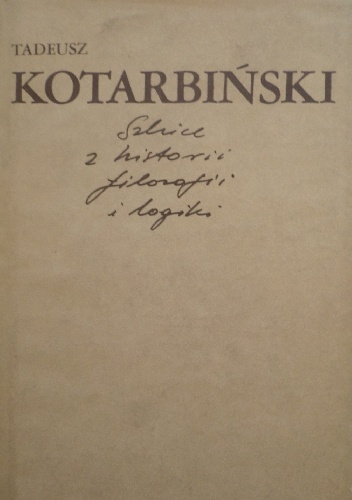 TADEUSZ
KOTARBIŃSKI
Szkice
z historii
filozofii
i logiki